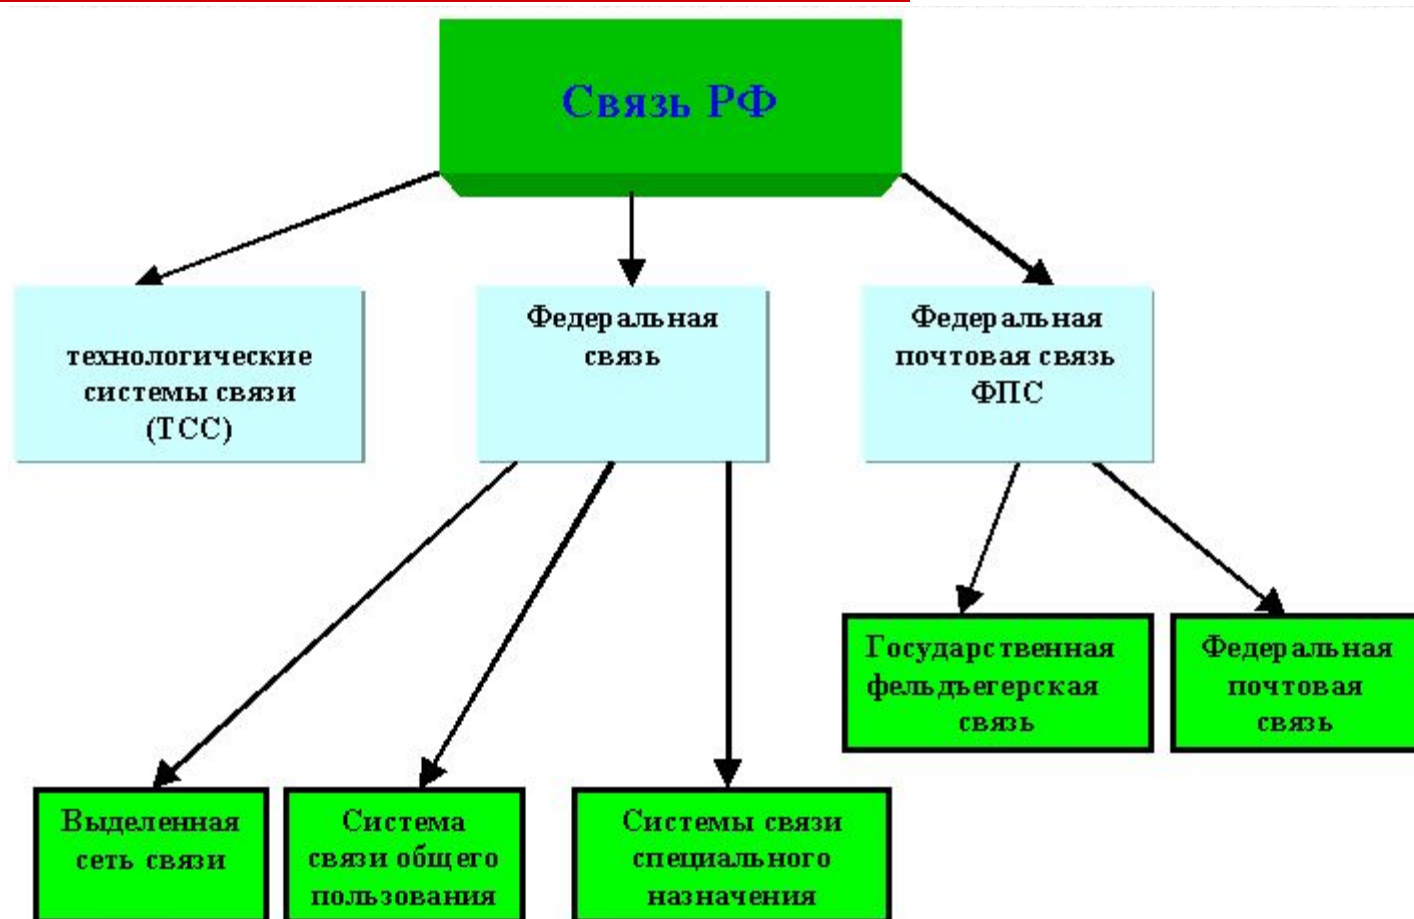 Связь РФ
технологические
системы связи
(ТСС)
Федеральная
связь
Федеральная
почтовая связь
ФПС
Государственная
фельдъегерская
связь
Федеральная
почтовая
связь
Выделенная
сеть связи
Система
связи общего
пользования
Системы связи
специального
назначения